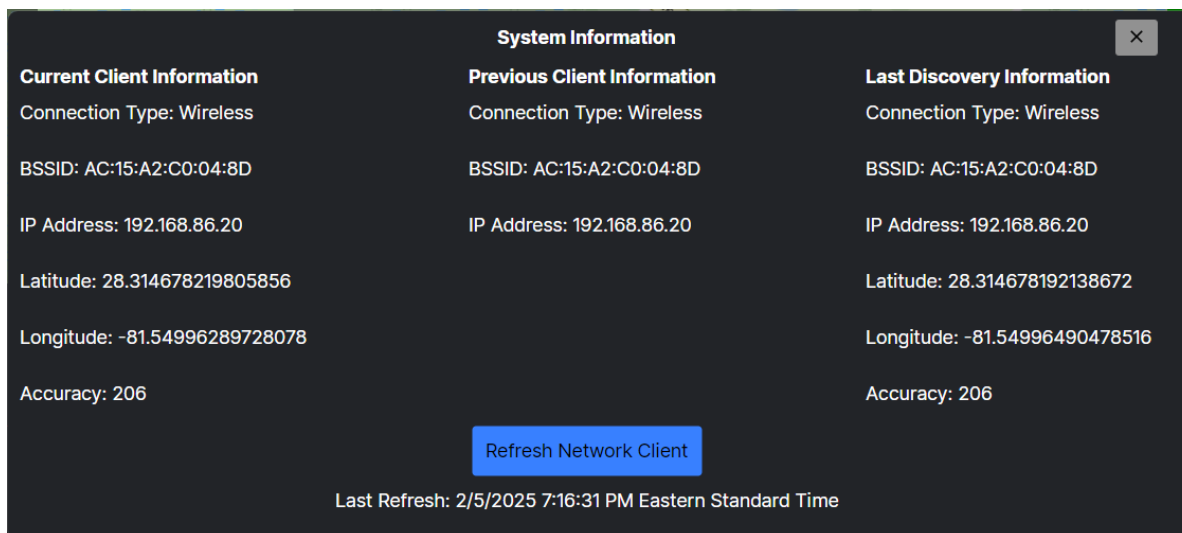 System Information
×
Current Client Information
Connection Type: Wireless
BSSID: AC:15:A2:C0:04:8D
IP Address: 192.168.86.20
Latitude: 28.314678219805856
Longitude: -81.54996289728078
Accuracy: 206
Previous Client Information
Connection Type: Wireless
BSSID: AC:15:A2:C0:04:8D
IP Address: 192.168.86.20
Last Discovery Information
Connection Type: Wireless
BSSID: AC:15:A2:C0:04:8D
IP Address: 192.168.86.20
Latitude: 28.314678192138672
Longitude: -81.54996490478516
Accuracy: 206
Refresh Network Client
Last Refresh: 2/5/2025 7:16:31 PM Eastern Standard Time